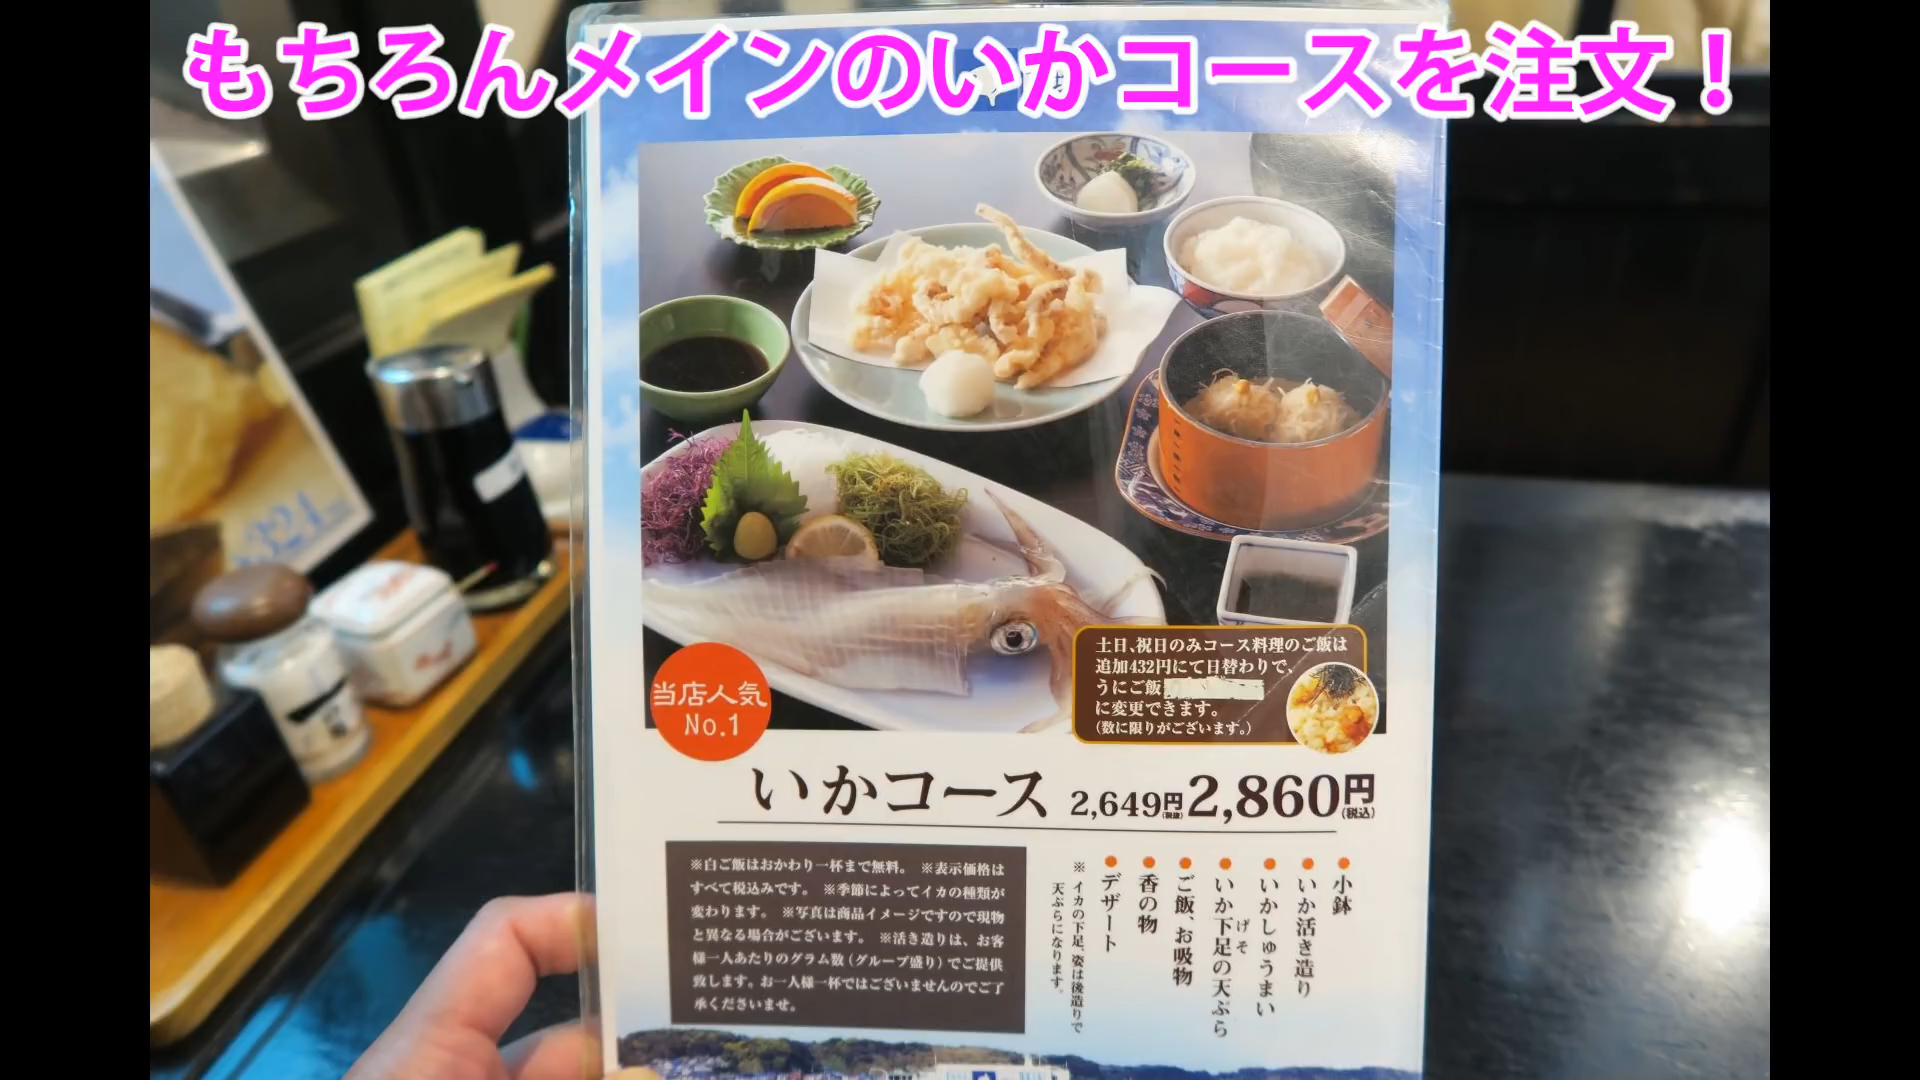 もちろんメインのいかコースを注文！
土日、祝日のみコース料理のご飯は
追加432円にて日替わりで、
うにご飯
に変更できます。
(数に限りがございます。)
当店人気
No.1
いかコース 2,649円(税抜) 2,860円(税込)
小鉢
いか活き造り
いかしゅうまい
いか下足の天ぷら
げそ
ご飯、お吸物
香の物
デザート
※イカの下足、姿は後造りで
天ぷらになります。
※白ご飯はおかわり一杯まで無料。 ※表示価格は
すべて税込みです。 ※季節によってイカの種類が
変わります。 ※写真は商品イメージですので現物
と異なる場合がございます。 ※活き造りは、お客
様一人あたりのグラム数(グループ盛り)でご提供
致します。お一人様一杯ではございませんのでご了
承くださいませ。